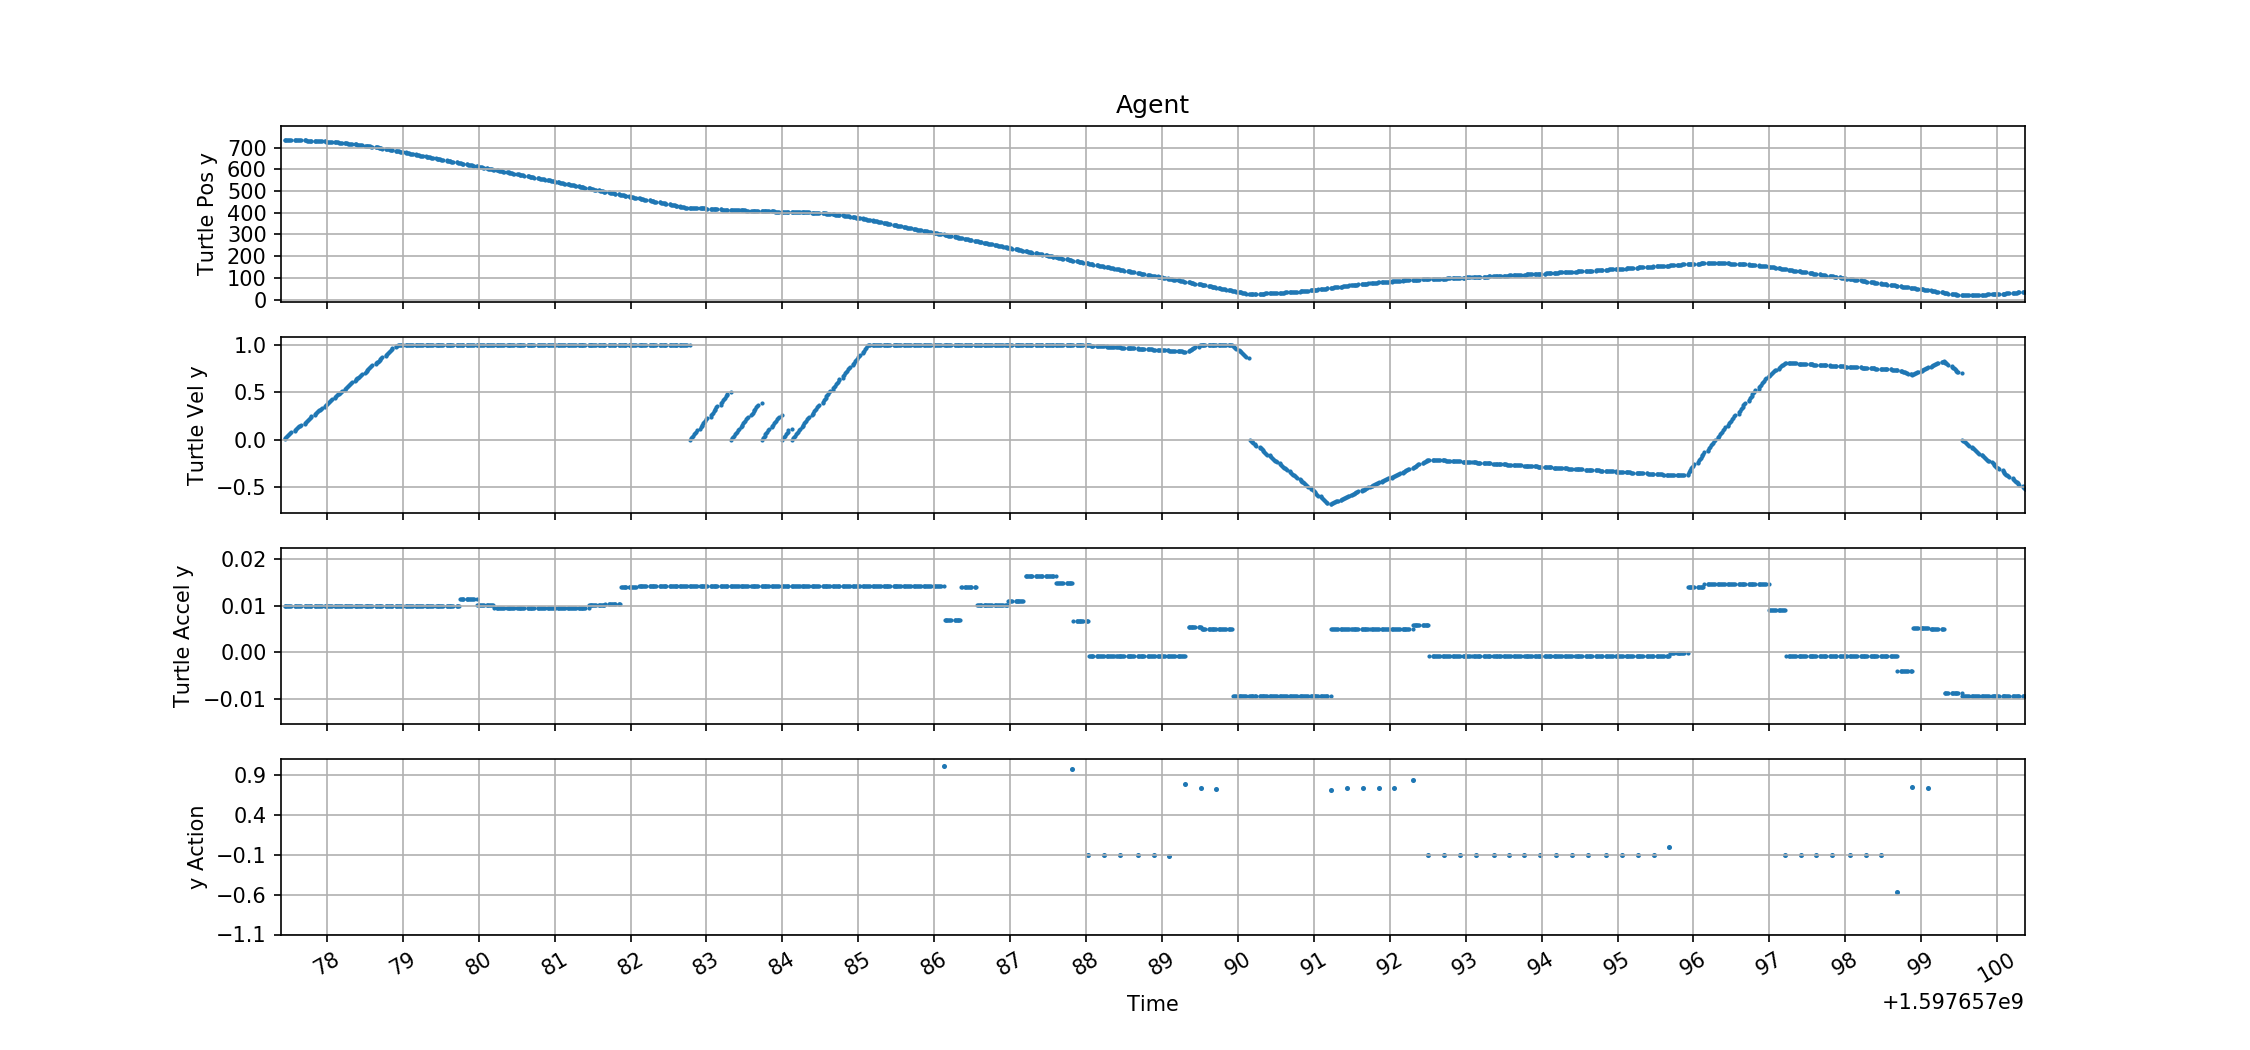 Agent
Turtle Pos y
700
600
500
400
300
200
100
0
Turtle Vel y
1.0
0.5
0.0
−0.5
Turtle Accel y
0.02
0.01
0.00
−0.01
y Action
0.9
0.4
−0.1
−0.6
−1.1
78 79 80 81 82 83 84 85 86 87 88 89 90 91 92 93 94 95 96 97 98 99 100
Time
+1.597657e9